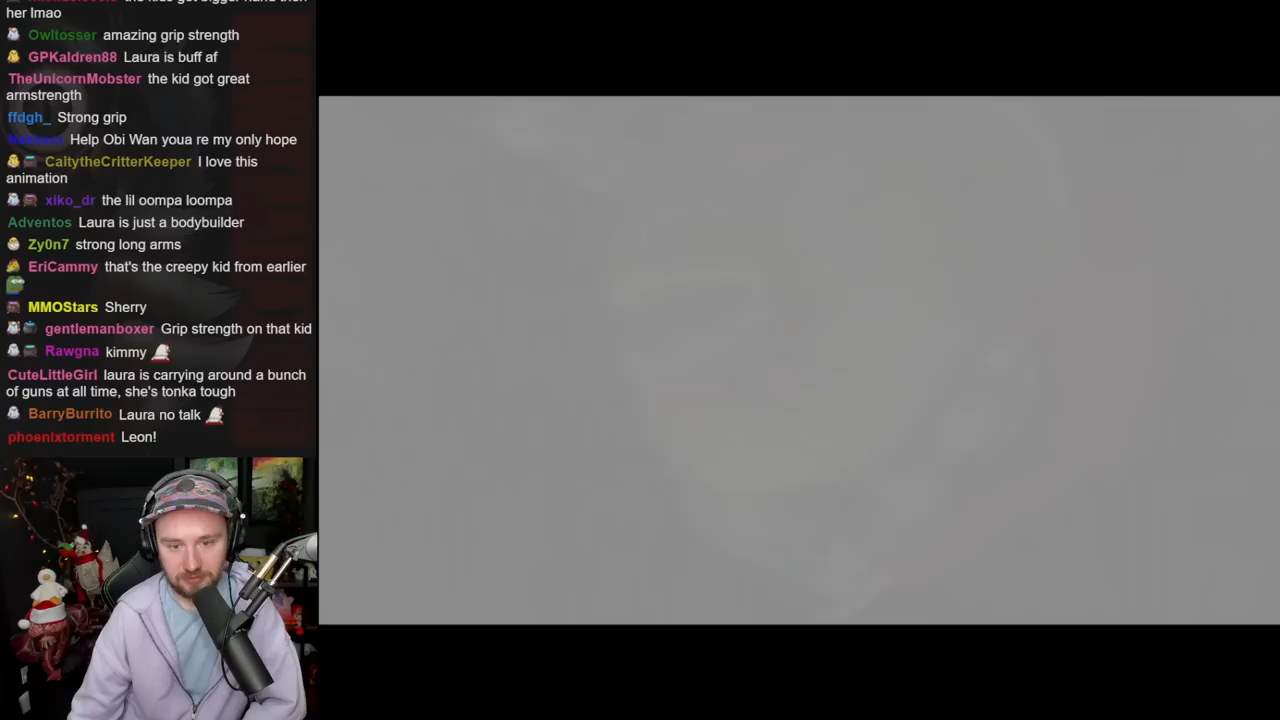 her lmao
Owltosser amazing grip strength
GPKaldren88 Laura is buff af
TheUnicornMobster the kid got great
armstrength
ffdgh_ Strong grip
Help Obi Wan youa re my only hope
CaitytheCritterKeeper I love this
animation
xiko_dr the lil oompa loompa
Adventos Laura is just a bodybuilder
Zy0n7 strong long arms
EriCammy that's the creepy kid from earlier
MMOStars Sherry
gentlemanboxer Grip strength on that kid
Rawgna kimmy
CuteLittleGirl laura is carrying around a bunch
of guns at all time, she's tonka tough
BarryBurrito Laura no talk
phoenixtorment Leon!